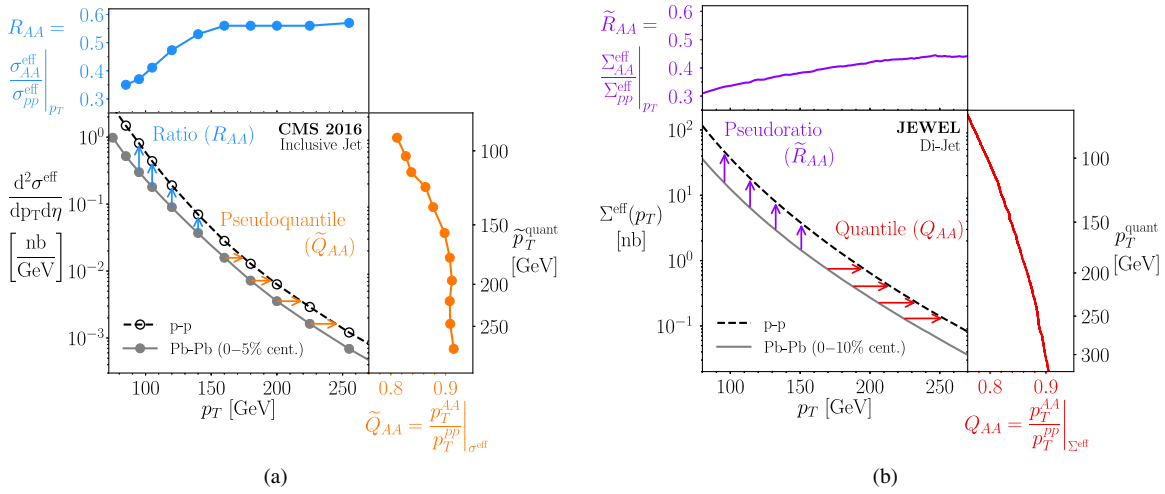 R_AA =
σ^eff_AA / σ^eff_pp |_pT
0.6
0.5
0.4
0.3
Ratio (R_AA)
CMS 2016
Inclusive Jet
d²σ^eff / dp_T dη
[nb / GeV]
10^0
10^−1
10^−2
10^−3
Pseudoquantile
(Q̃_AA)
p-p
Pb-Pb (0−5% cent.)
100
150
200
250
p_T [GeV]
100
150
200
250
p̃_T^quant
[GeV]
0.8
0.9
Q̃_AA = p_T^AA / p_T^pp |_σ^eff
(a)
R̃_AA =
Σ^eff_AA / Σ^eff_pp |_pT
0.6
0.5
0.4
0.3
Pseudoratio
(R̃_AA)
JEWEL
Di-Jet
Σ^eff(p_T)
[nb]
10^2
10^1
10^0
10^−1
Quantile (Q_AA)
p-p
Pb-Pb (0−10% cent.)
100
150
200
250
p_T [GeV]
100
150
200
250
300
p_T^quant
[GeV]
0.8
0.9
Q_AA = p_T^AA / p_T^pp |_Σ^eff
(b)